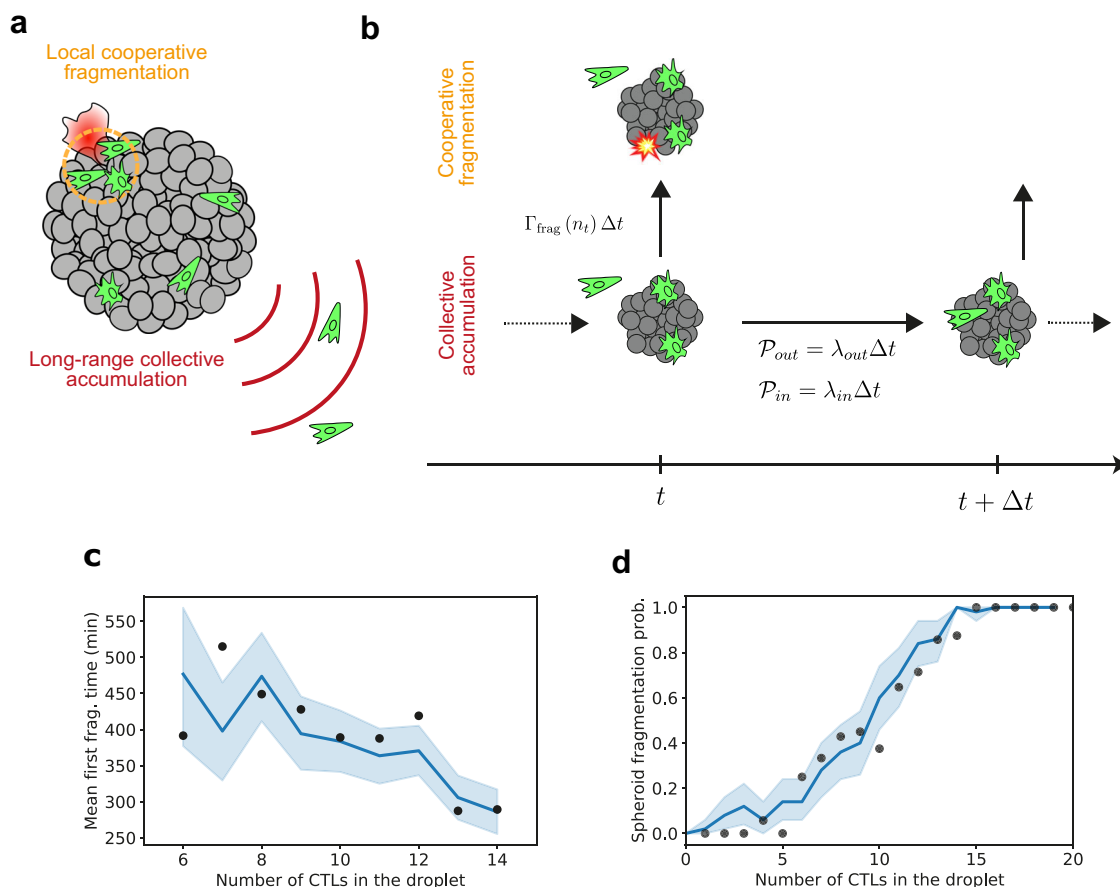 a
Local cooperative
fragmentation
Long-range collective
accumulation
b
Cooperative
fragmentation
Collective
accumulation
Γfrag (nt) Δt
Pout = λoutΔt
Pin = λinΔt
t
t + Δt
c
Mean first frag. time (min)
550
500
450
400
350
300
6
8
10
12
14
Number of CTLs in the droplet
d
Spheroid fragmentation prob.
1.0
0.8
0.6
0.4
0.2
0.0
0
5
10
15
20
Number of CTLs in the droplet